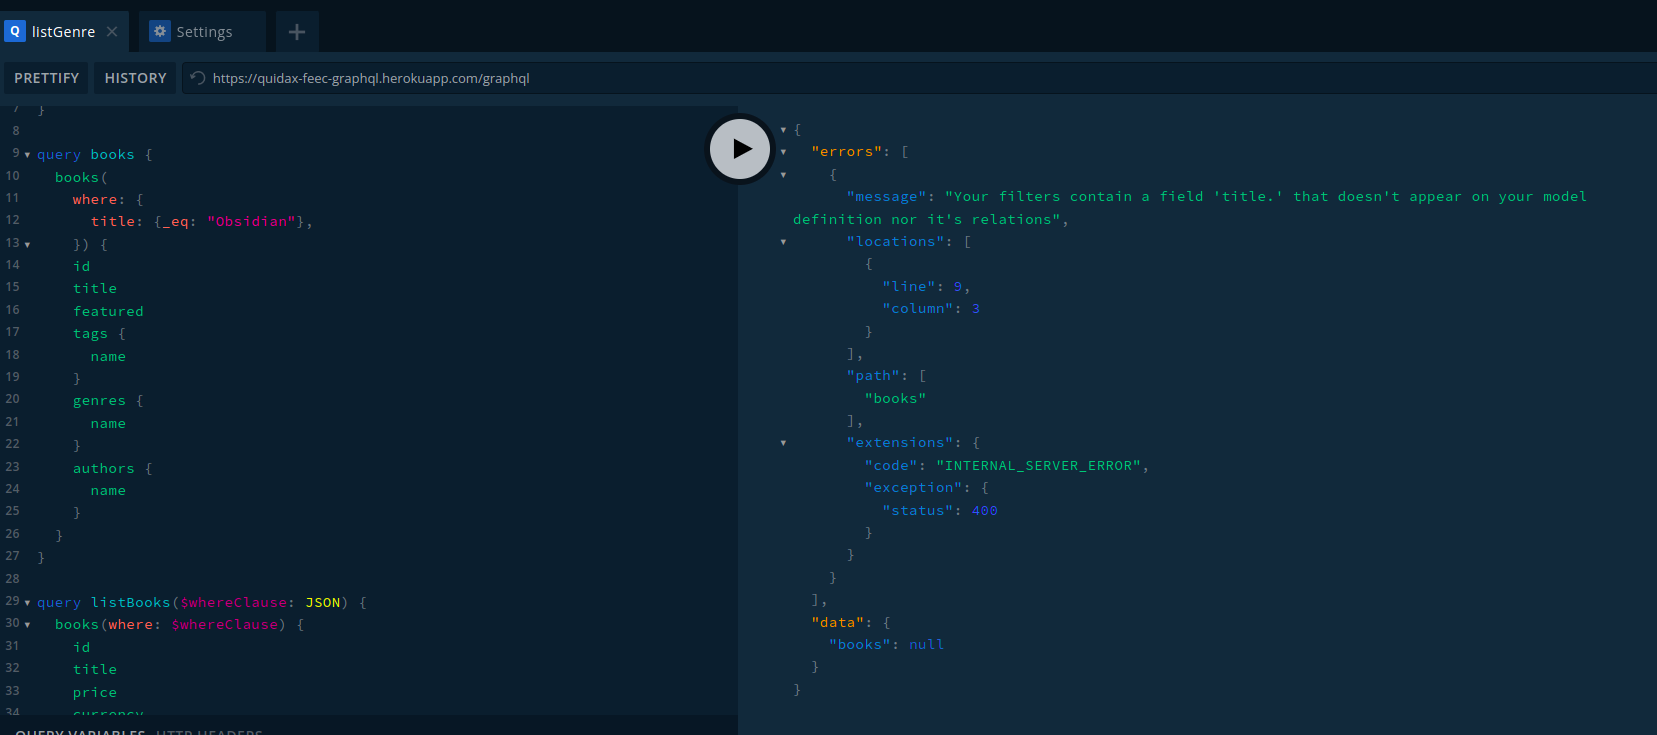 Q listGenre × Settings +
PRETTIFY HISTORY https://quidax-feec-graphql.herokuapp.com/graphql
7 }
8
9 query books {
10 books(
11 where: {
12 title: {_eq: "Obsidian"},
13 }) {
14 id
15 title
16 featured
17 tags {
18 name
19 }
20 genres {
21 name
22 }
23 authors {
24 name
25 }
26 }
27 }
28
29 query listBooks($whereClause: JSON) {
30 books(where: $whereClause) {
31 id
32 title
33 price
34 currency
QUERY VARIABLES HTTP HEADERS
{
"errors": [
{
"message": "Your filters contain a field 'title.' that doesn't appear on your model
definition nor it's relations",
"locations": [
{
"line": 9,
"column": 3
}
],
"path": [
"books"
],
"extensions": {
"code": "INTERNAL_SERVER_ERROR",
"exception": {
"status": 400
}
}
}
],
"data": {
"books": null
}
}